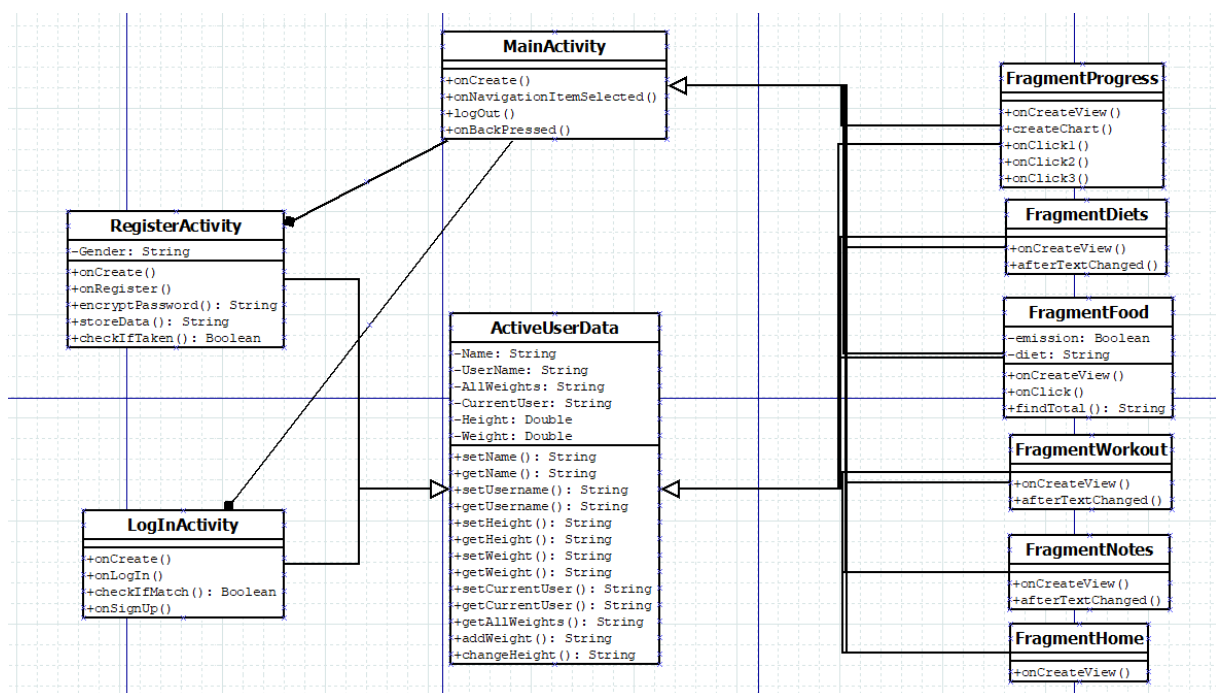 MainActivity
+onCreate()
+onNavigationItemSelected()
+logOut()
+onBackPressed()
RegisterActivity
-Gender: String
+onCreate()
+onRegister()
+encryptPassword(): String
+storeData(): String
+checkIfTaken(): Boolean
LogInActivity
+onCreate()
+onLogIn()
+checkIfMatch(): Boolean
+onSignUp()
ActiveUserData
-Name: String
-UserName: String
-AllWeights: String
-CurrentUser: String
-Height: Double
-Weight: Double
+setName(): String
+getName(): String
+setUsername(): String
+getUsername(): String
+setHeight(): String
+getHeight(): String
+setWeight(): String
+getWeight(): String
+setCurrentUser(): String
+getCurrentUser(): String
+getAllWeights(): String
+addWeight(): String
+changeHeight(): String
FragmentProgress
+onCreateView()
+createChart()
+onClick1()
+onClick2()
+onClick3()
FragmentDiets
+onCreateView()
+afterTextChanged()
FragmentFood
-emission: Boolean
-diet: String
+onCreateView()
+onClick()
+findTotal(): String
FragmentWorkout
+onCreateView()
+afterTextChanged()
FragmentNotes
+onCreateView()
+afterTextChanged()
FragmentHome
+onCreateView()